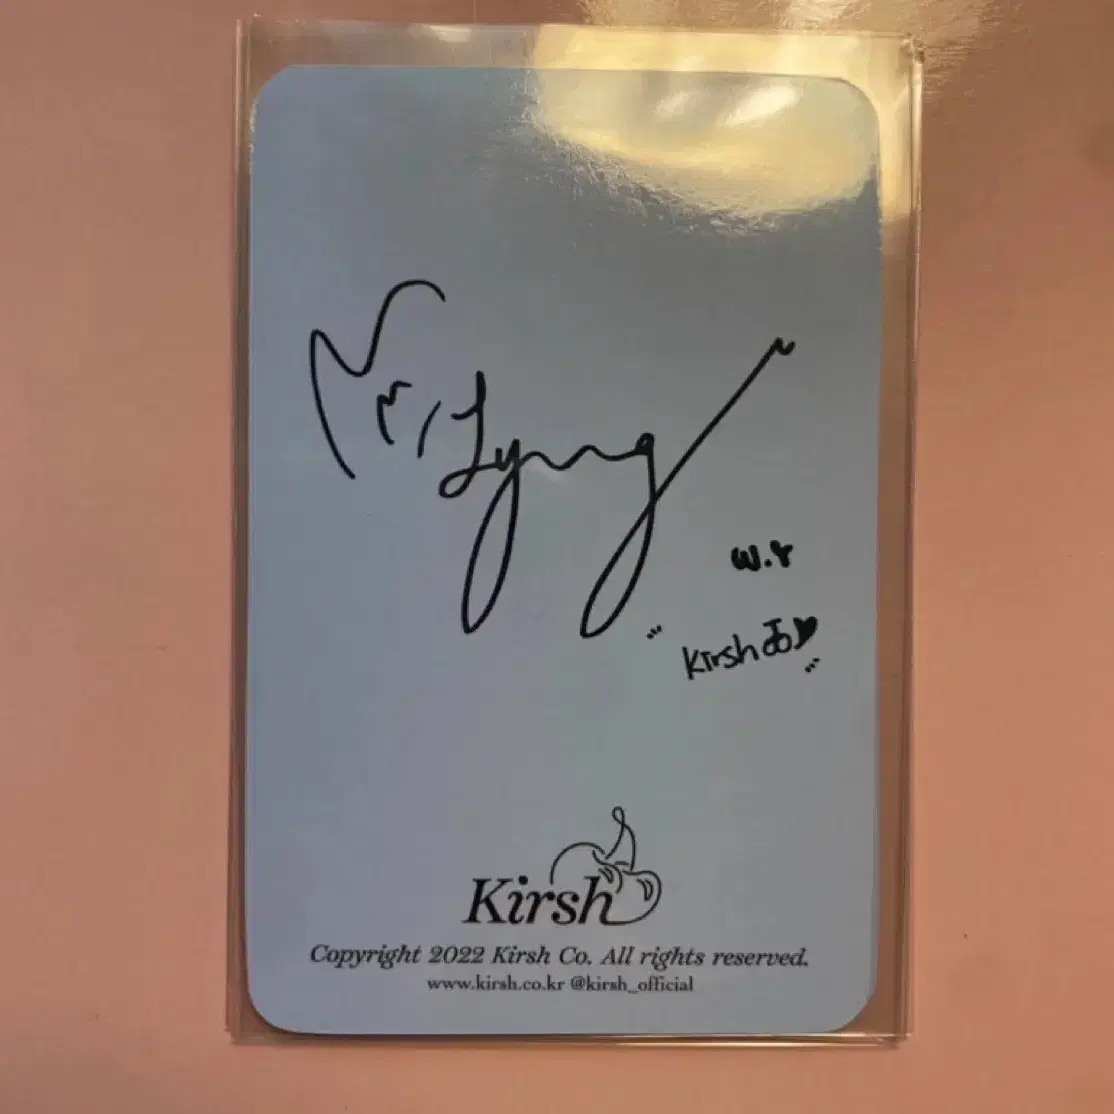 W.Y
Kirsh
Kirsh
Copyright 2022 Kirsh Co. All rights reserved.
www.kirsh.co.kr @kirsh_official